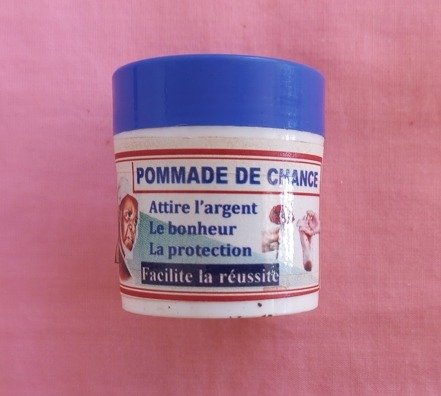 POMMADE DE CHANCE
Attire l'argent
Le bonheur
La protection
Facilite la réussite